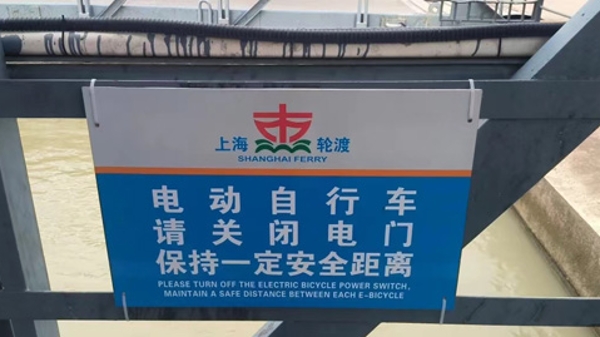 上海 轮渡
SHANGHAI FERRY
电动自行车
请关闭电门
保持一定安全距离
PLEASE TURN OFF THE ELECTRIC BICYCLE POWER SWITCH,
MAINTAIN A SAFE DISTANCE BETWEEN EACH E-BICYCLE